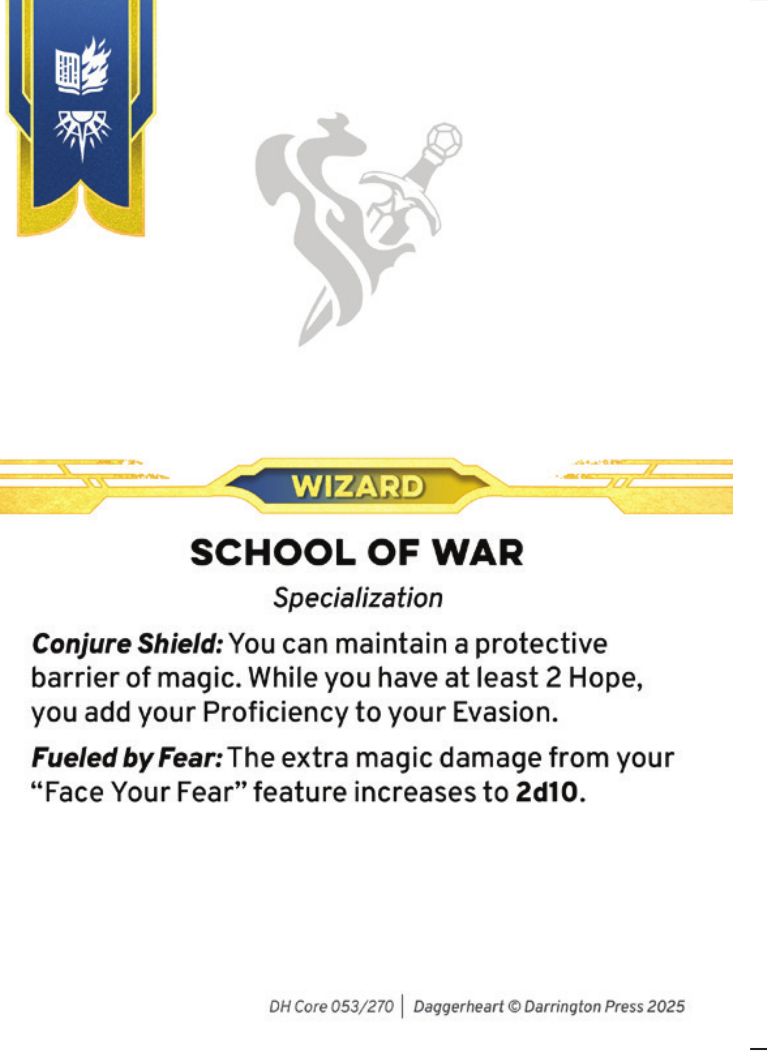 WIZARD
SCHOOL OF WAR
Specialization
Conjure Shield: You can maintain a protective
barrier of magic. While you have at least 2 Hope,
you add your Proficiency to your Evasion.
Fueled by Fear: The extra magic damage from your
“Face Your Fear” feature increases to 2d10.
DH Core 053/270 | Daggerheart © Darrington Press 2025